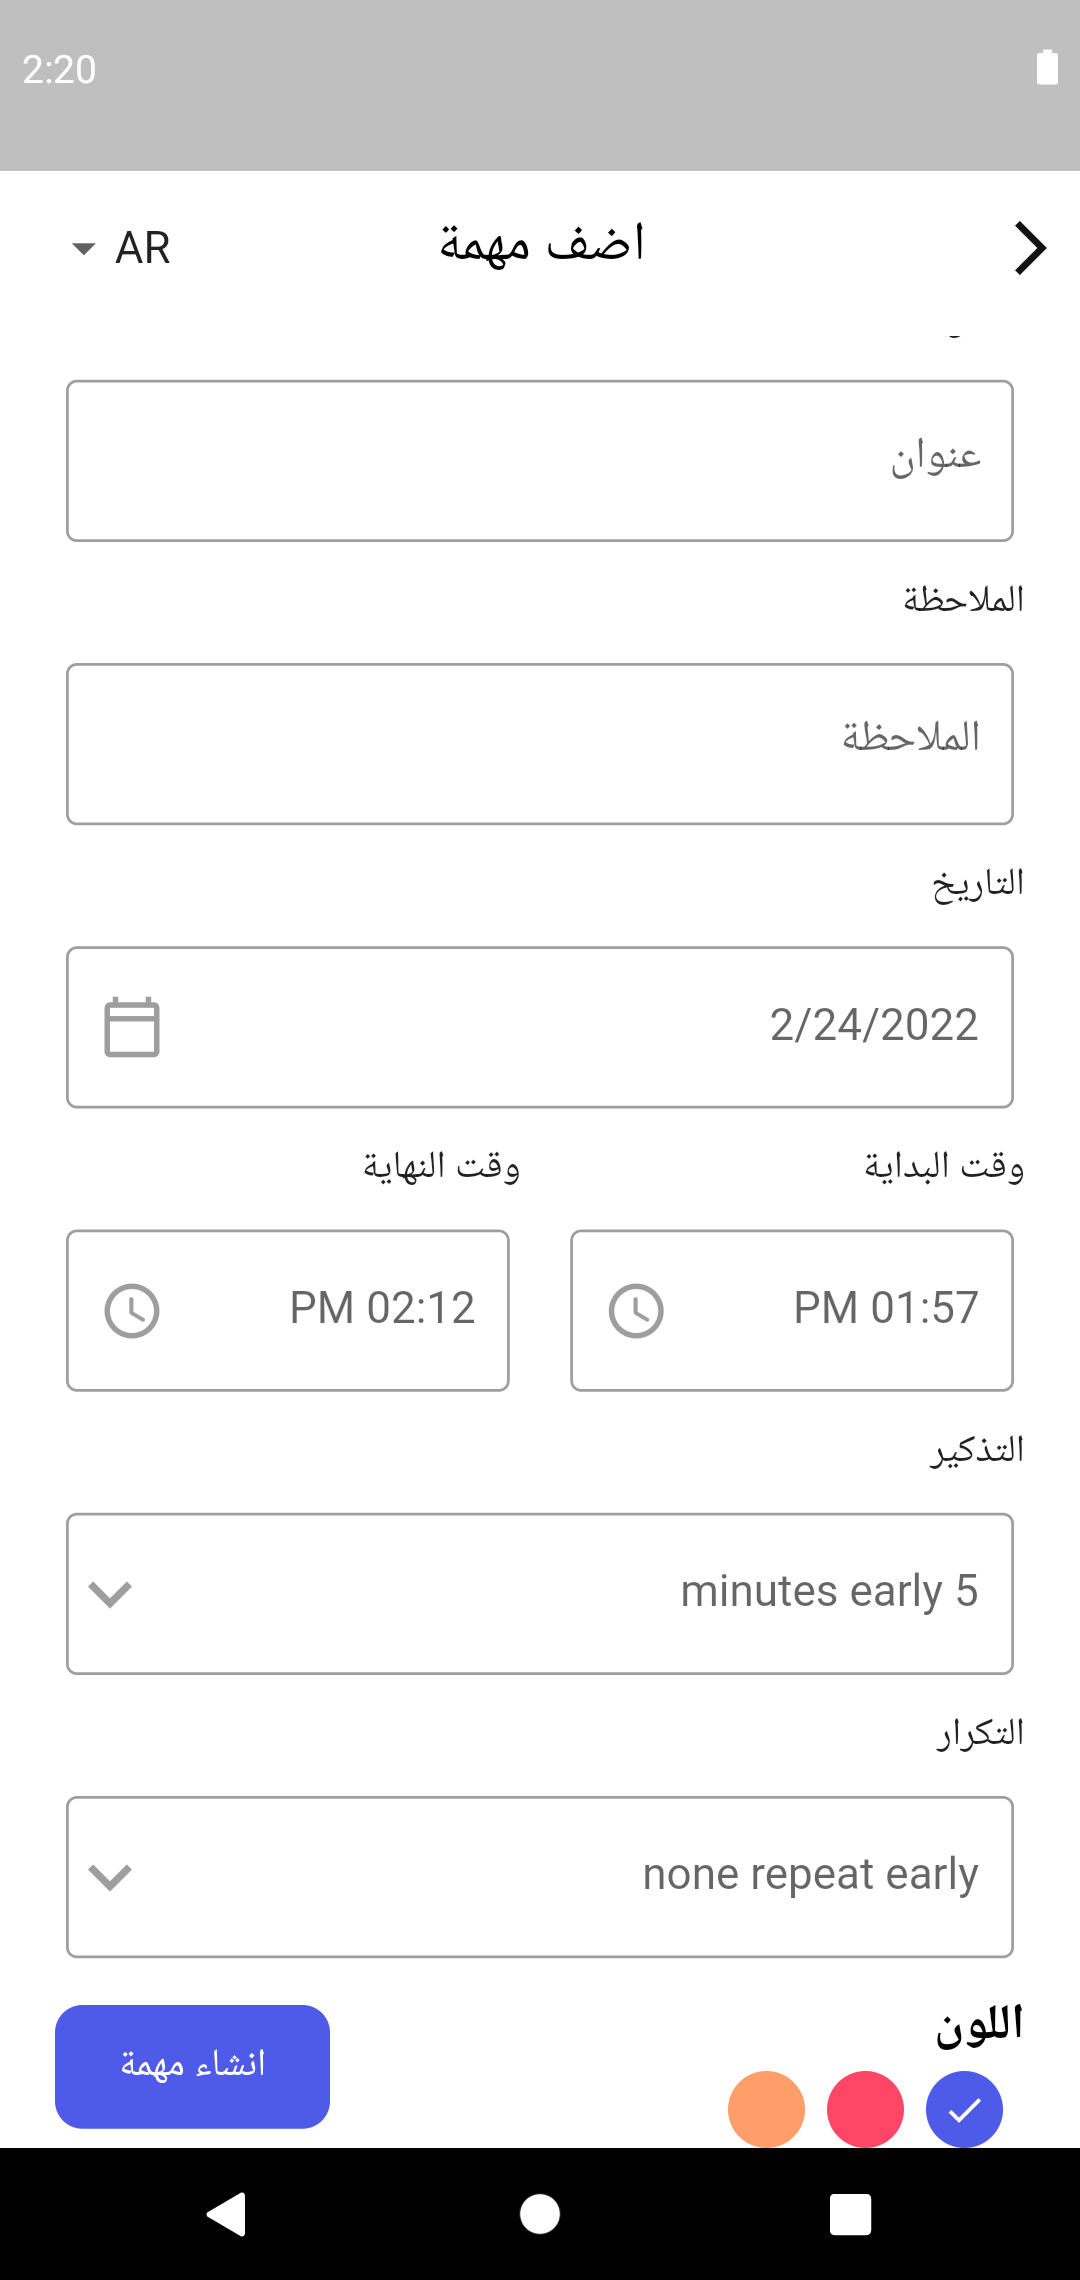 2:20
اضف مهمة
AR
عنوان
الملاحظة
الملاحظة
التاريخ
2/24/2022
وقت البداية
وقت النهاية
PM 01:57
PM 02:12
التذكير
minutes early 5
التكرار
none repeat early
اللون
انشاء مهمة